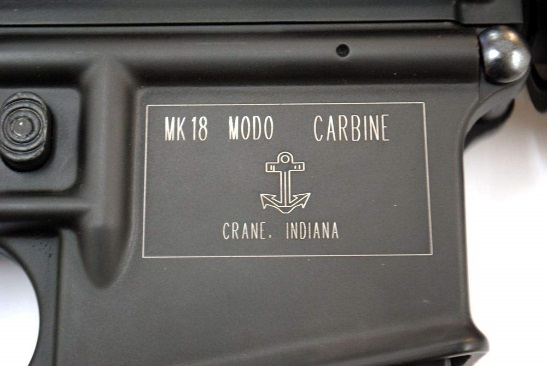 MK18 MODO CARBINE
CRANE, INDIANA